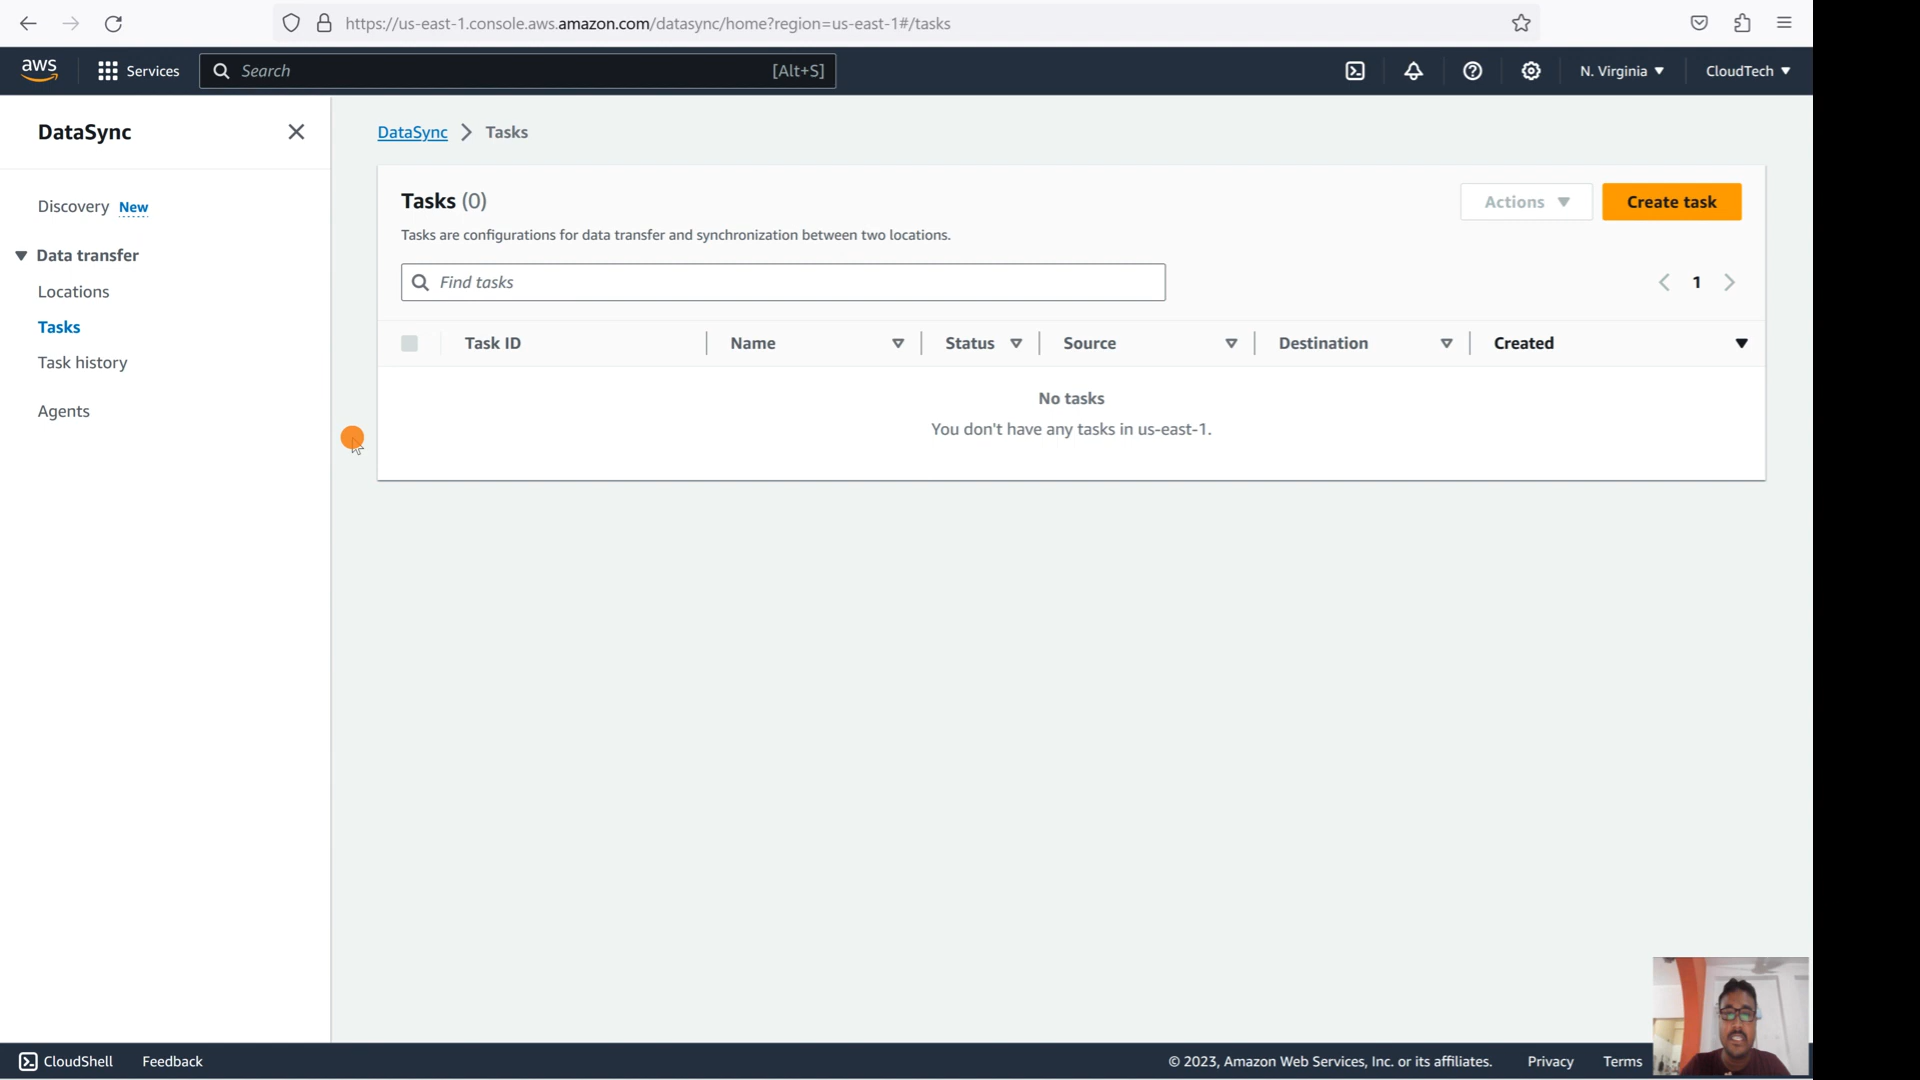 https://us-east-1.console.aws.amazon.com/datasync/home?region=us-east-1#/tasks
aws Services Search [Alt+S] N. Virginia CloudTech
DataSync
Discovery New
Data transfer
Locations
Tasks
Task history
Agents
DataSync Tasks
Tasks (0)
Actions Create task
Tasks are configurations for data transfer and synchronization between two locations.
Find tasks 1
Task ID Name Status Source Destination Created
No tasks
You don't have any tasks in us-east-1.
CloudShell Feedback © 2023, Amazon Web Services, Inc. or its affiliates. Privacy Terms